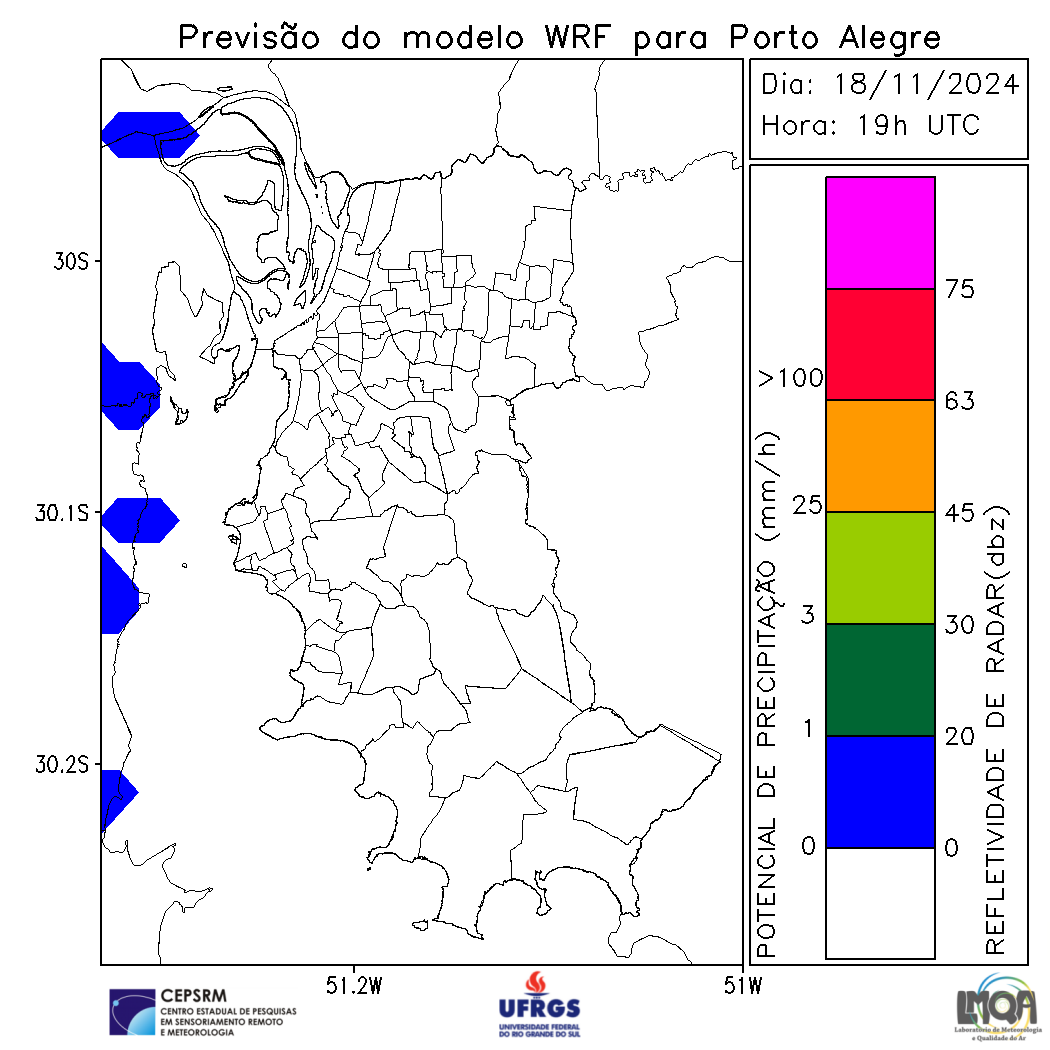 Previsão do modelo WRF para Porto Alegre
Dia: 18/11/2024
Hora: 19h UTC
30S
30.1S
30.2S
51.2W
51W
POTENCIAL DE PRECIPITAÇÃO (mm/h)
>100
25
3
1
0
75
63
45
30
20
0
REFLETIVIDADE DE RADAR(dbz)
CEPSRM
CENTRO ESTADUAL DE PESQUISAS
EM SENSORIAMENTO REMOTO
E METEOROLOGIA
UFRGS
UNIVERSIDADE FEDERAL
DO RIO GRANDE DO SUL
LMQA
Laboratório de Meteorologia
e Qualidade do Ar